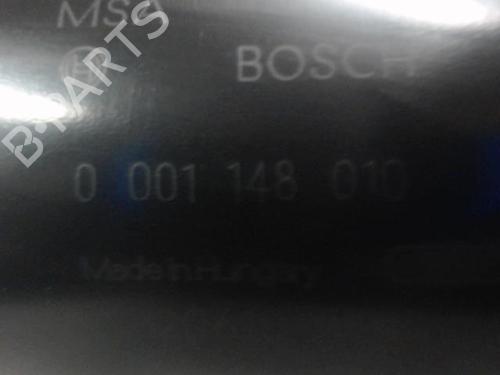 BOSCH
0 001 148 010
Made in Hungary
B-PARTS